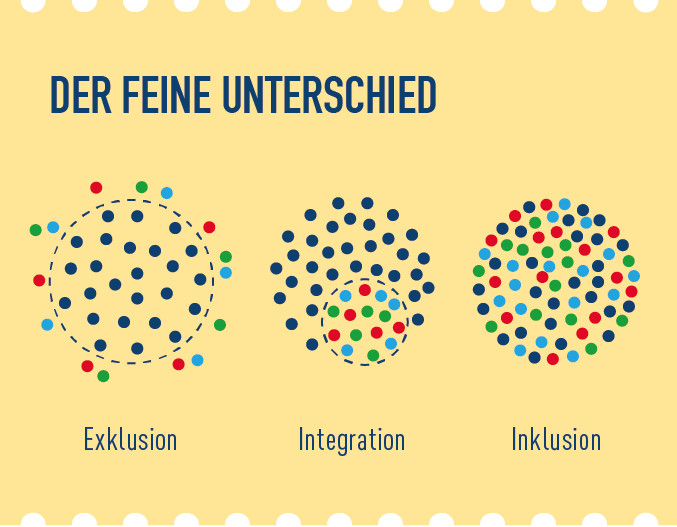 DER FEINE UNTERSCHIED
Exklusion
Integration
Inklusion